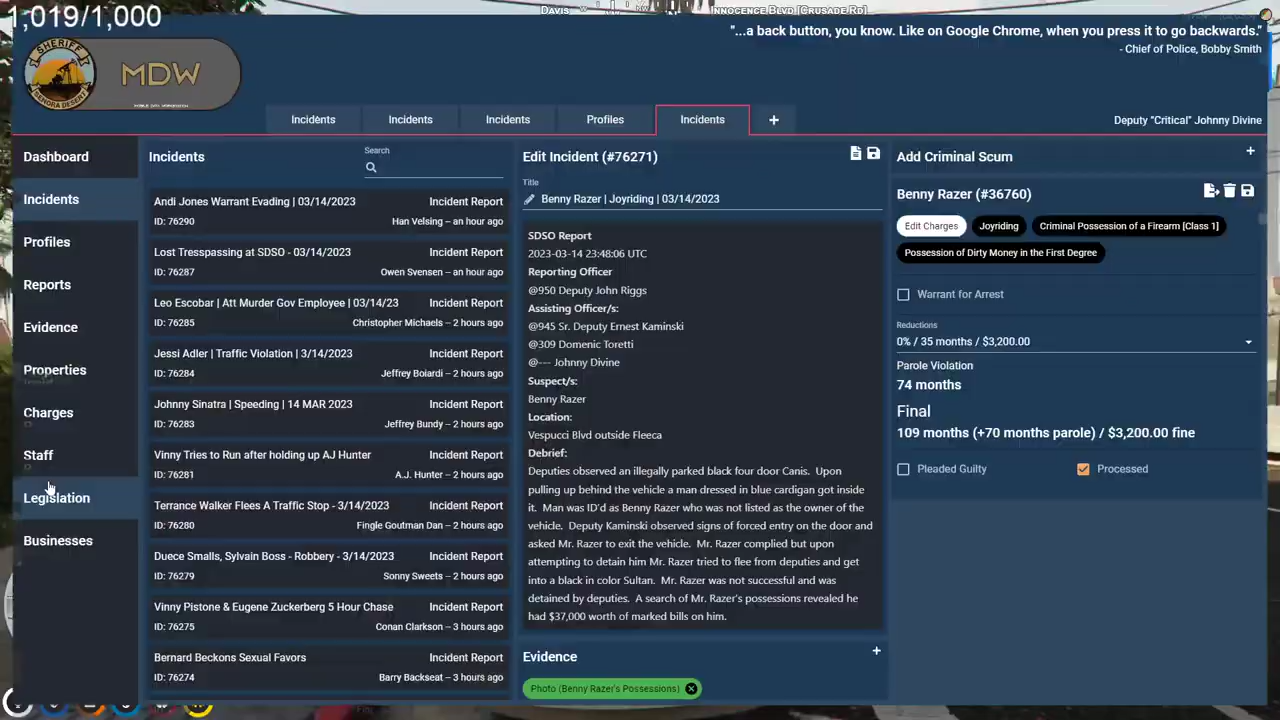 1,019/1,000
DAVIS
INNOCENCE BLVD [CRUSADE RD]
"...a back button, you know. Like on Google Chrome, when you press it to go backwards."
- Chief of Police, Bobby Smith
SHERIFF
SENORA DESERT
MDW
Incidents
Incidents
Incidents
Profiles
Incidents
+
Deputy "Critical" Johnny Divine
Dashboard
Incidents
Profiles
Reports
Evidence
Properties
Charges
Staff
Legislation
Businesses
Incidents
Search
Andi Jones Warrant Evading | 03/14/2023 Incident Report
ID: 76290 Han Velsing – an hour ago
Lost Tresspassing at SDSO - 03/14/2023 Incident Report
ID: 76287 Owen Svensen – an hour ago
Leo Escobar | Att Murder Gov Employee | 03/14/23 Incident Report
ID: 76285 Christopher Michaels – 2 hours ago
Jessi Adler | Traffic Violation | 3/14/2023 Incident Report
ID: 76284 Jeffrey Boiardi – 2 hours ago
Johnny Sinatra | Speeding | 14 MAR 2023 Incident Report
ID: 76283 Jeffrey Bundy – 2 hours ago
Vinny Tries to Run after holding up AJ Hunter Incident Report
ID: 76281 A.J. Hunter – 2 hours ago
Terrance Walker Flees A Traffic Stop - 3/14/2023 Incident Report
ID: 76280 Fingle Goutman Dan – 2 hours ago
Duece Smalls, Sylvain Boss - Robbery - 3/14/2023 Incident Report
ID: 76279 Sonny Sweets – 2 hours ago
Vinny Pistone & Eugene Zuckerberg 5 Hour Chase Incident Report
ID: 76275 Conan Clarkson – 3 hours ago
Bernard Beckons Sexual Favors Incident Report
ID: 76274 Barry Backseat – 3 hours ago
Edit Incident (#76271)
Title
Benny Razer | Joyriding | 03/14/2023
SDSO Report
2023-03-14 23:48:06 UTC
Reporting Officer
@950 Deputy John Riggs
Assisting Officer/s:
@945 Sr. Deputy Ernest Kaminski
@309 Domenic Toretti
@--- Johnny Divine
Suspect/s:
Benny Razer
Location:
Vespucci Blvd outside Fleeca
Debrief:
Deputies observed an illegally parked black four door Canis. Upon
pulling up behind the vehicle a man dressed in blue cardigan got inside
it. Man was ID'd as Benny Razer who was not listed as the owner of the
vehicle. Deputy Kaminski observed signs of forced entry on the door and
asked Mr. Razer to exit the vehicle. Mr. Razer complied but upon
attempting to detain him Mr. Razer tried to flee from deputies and get
into a black in color Sultan. Mr. Razer was not successful and was
detained by deputies. A search of Mr. Razer's possessions revealed he
had $37,000 worth of marked bills on him.
Evidence +
Photo (Benny Razer's Possessions)
Add Criminal Scum +
Benny Razer (#36760)
Edit Charges Joyriding Criminal Possession of a Firearm [Class 1]
Possession of Dirty Money in the First Degree
Warrant for Arrest
Reductions
0% / 35 months / $3,200.00
Parole Violation
74 months
Final
109 months (+70 months parole) / $3,200.00 fine
Pleaded Guilty Processed